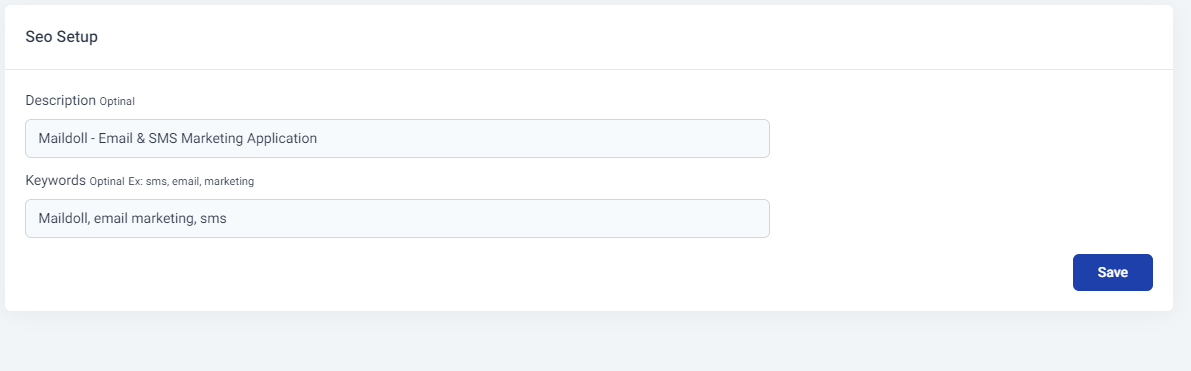 Seo Setup
Description Optinal
Maildoll - Email & SMS Marketing Application
Keywords Optinal Ex: sms, email, marketing
Maildoll, email marketing, sms
Save